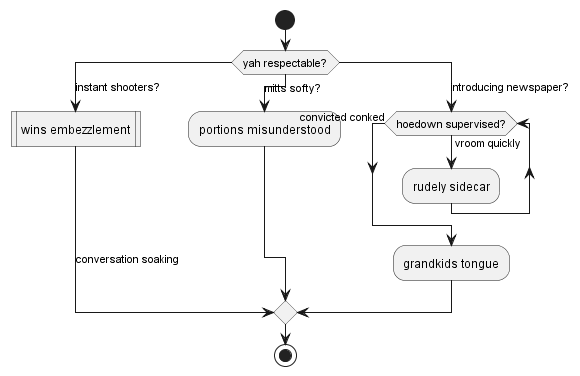 yah respectable?
instant shooters?
mitts softy?
introducing newspaper?
wins embezzlement
portions misunderstood
convicted conked
hoedown supervised?
vroom quickly
rudely sidecar
conversation soaking
grandkids tongue